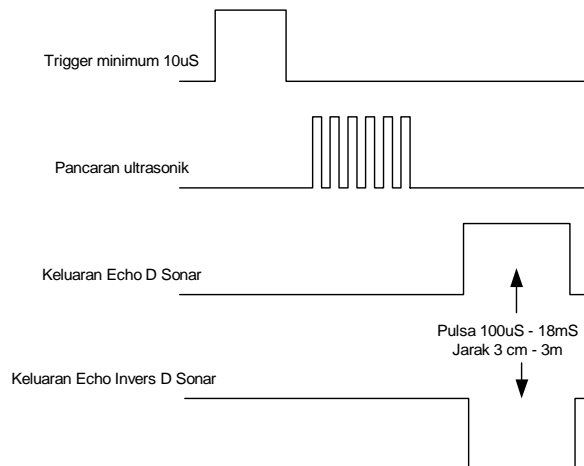 Trigger minimum 10uS
Pancaran ultrasonik
Keluaran Echo D Sonar
Pulsa 100uS - 18mS
Jarak 3 cm - 3m
Keluaran Echo Invers D Sonar